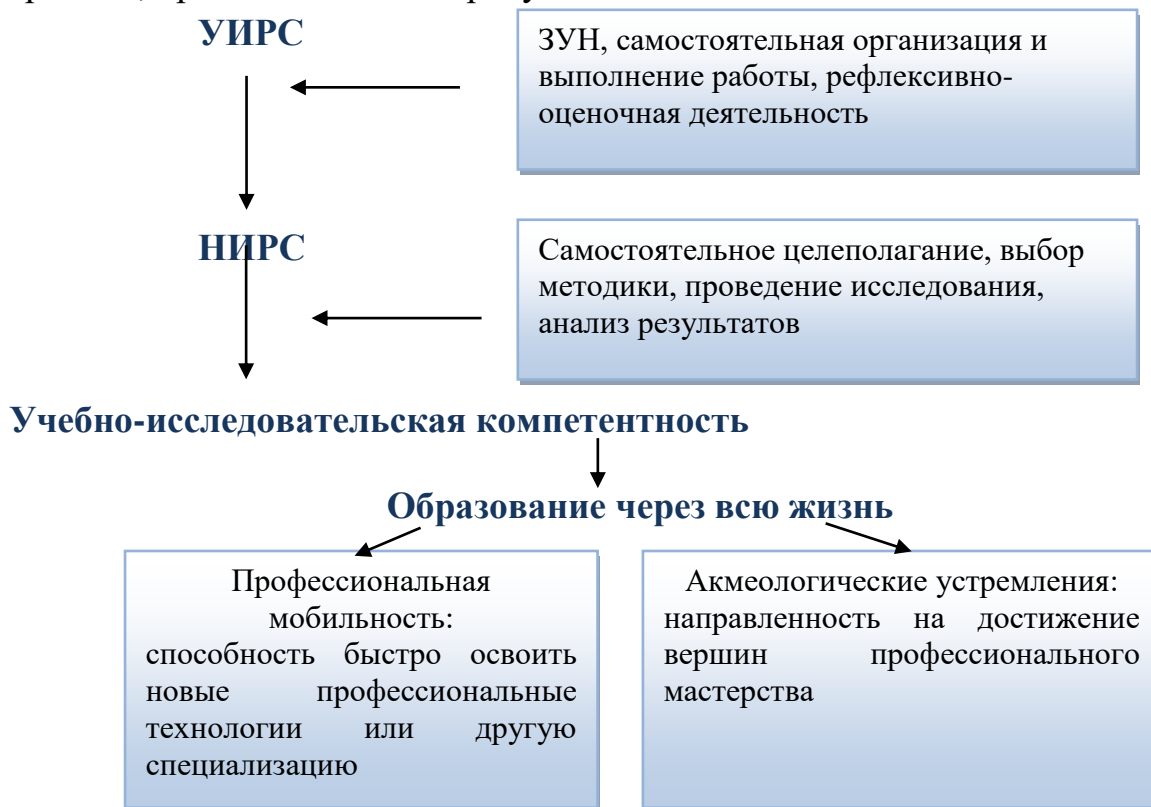 УИРС
ЗУН, самостоятельная организация и
выполнение работы, рефлексивно-
оценочная деятельность
НИРС
Самостоятельное целеполагание, выбор
методики, проведение исследования,
анализ результатов
Учебно-исследовательская компетентность
Образование через всю жизнь
Профессиональная
мобильность:
способность быстро освоить
новые профессиональные
технологии или другую
специализацию
Акмеологические устремления:
направленность на достижение
вершин профессионального
мастерства